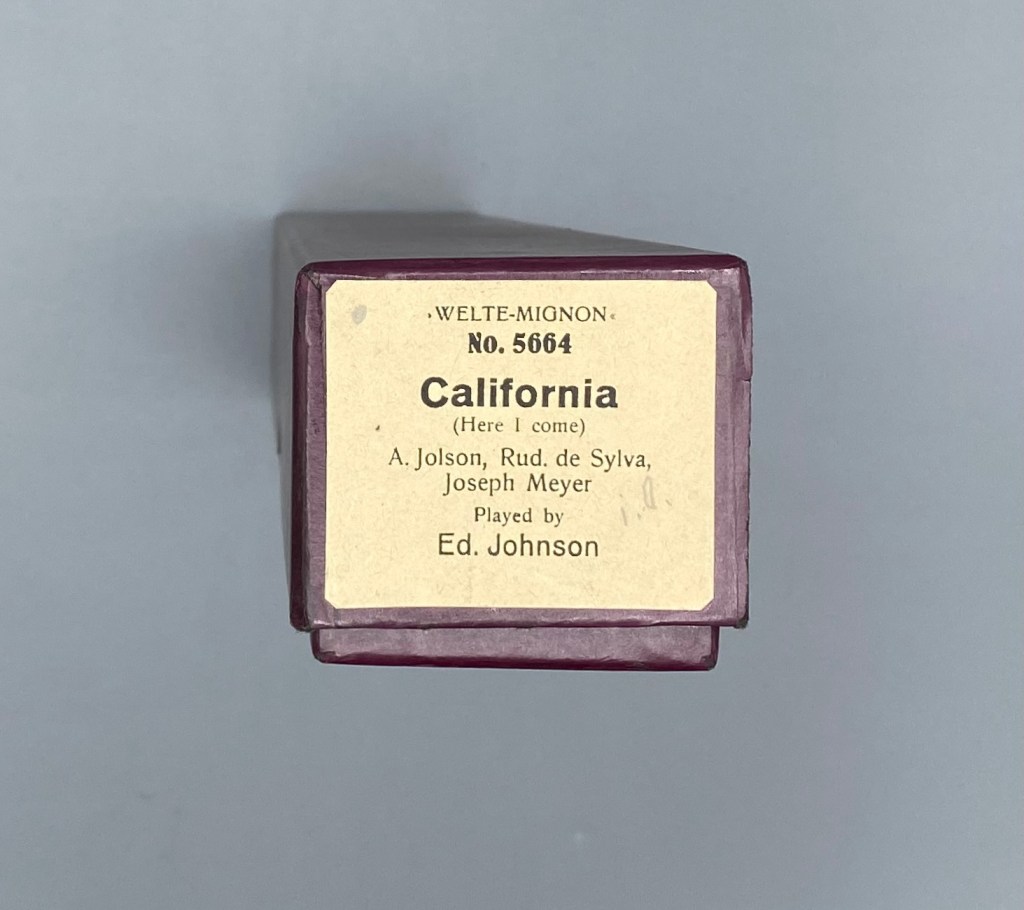 WELTE-MIGNON
No. 5664
California
(Here I come)
A. Jolson, Rud. de Sylva,
Joseph Meyer
Played by
Ed. Johnson